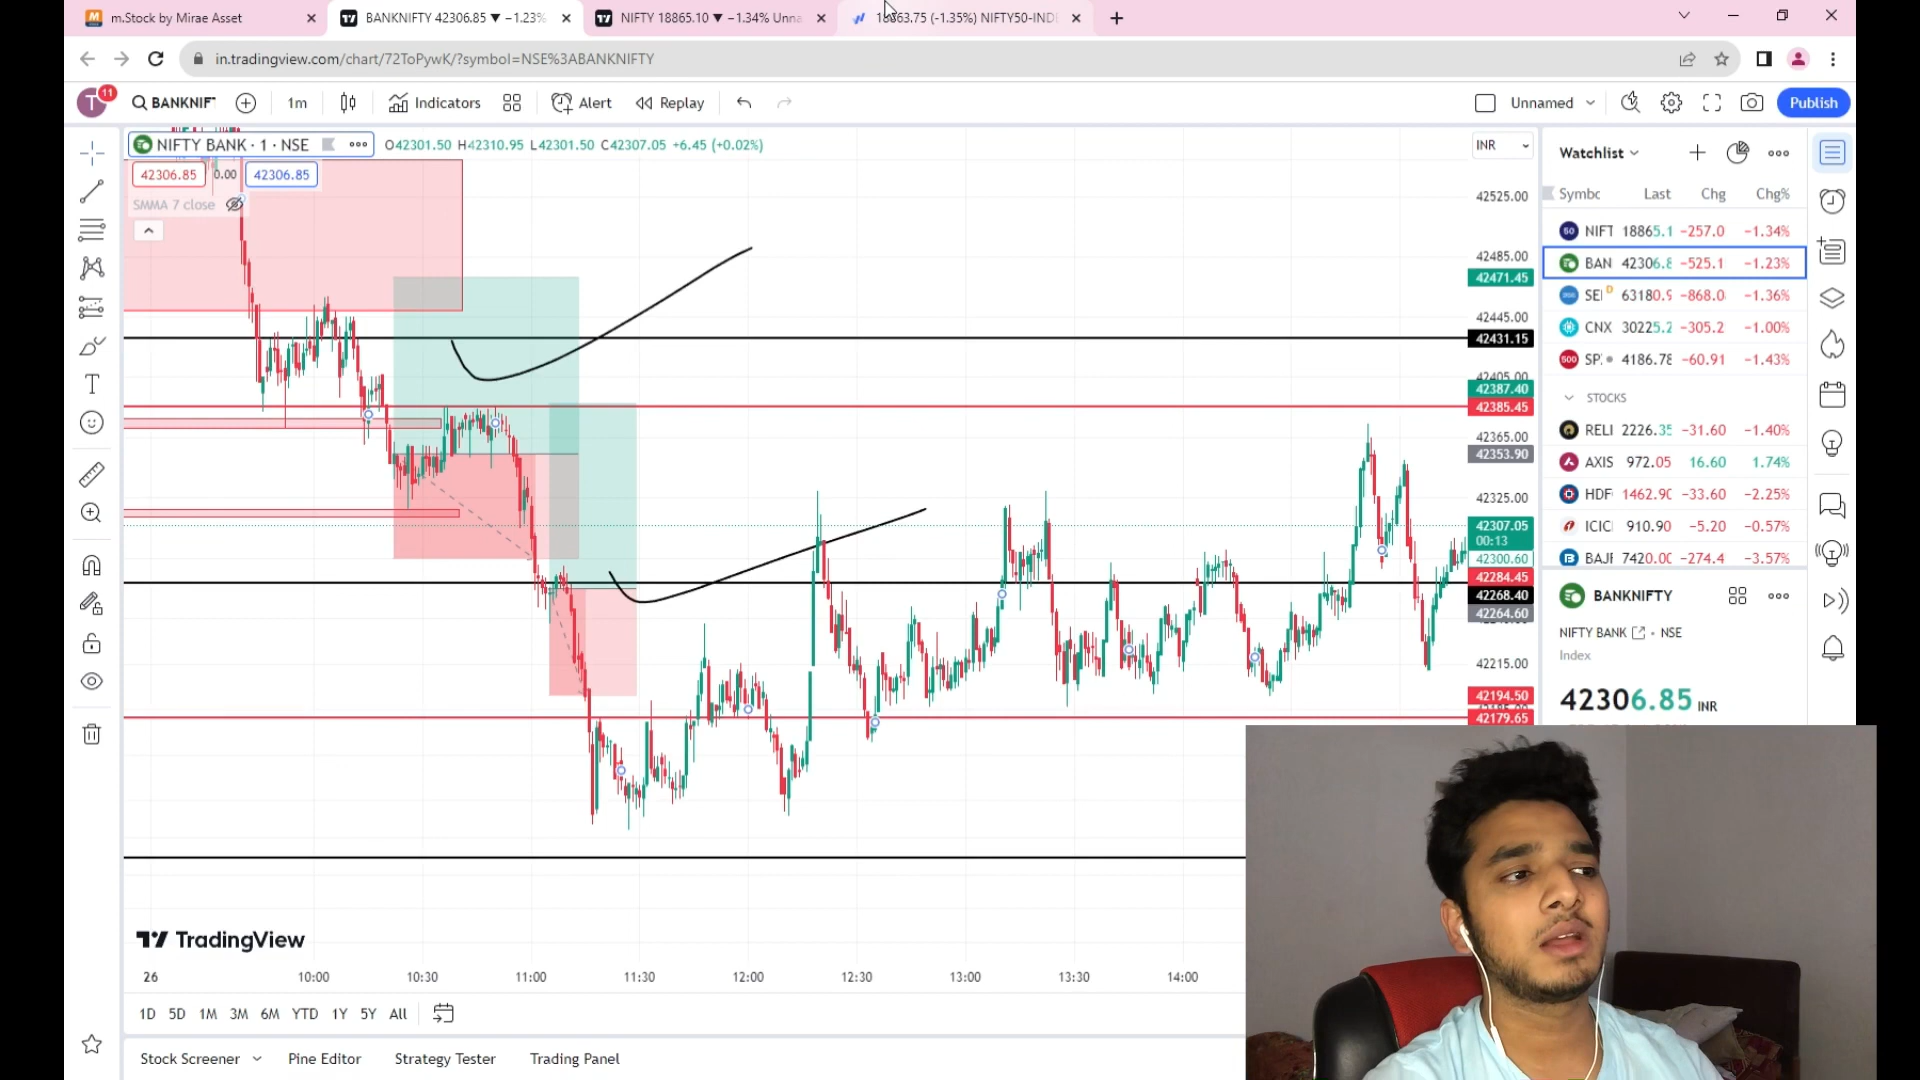 m.Stock by Mirae Asset
BANKNIFTY 42306.85 ▼ −1.23%
NIFTY 18865.10 ▼ −1.34% Unna
18863.75 (-1.35%) NIFTY50-INDE
in.tradingview.com/chart/72ToPywK/?symbol=NSE%3ABANKNIFTY
T 11
BANKNIF
1m
Indicators
Alert
Replay
Unnamed
Publish
NIFTY BANK · 1 · NSE
O42301.50 H42310.95 L42301.50 C42307.05 +6.45 (+0.02%)
INR
42306.85 0.00 42306.85
SMMA 7 close
42525.00
42485.00
42471.45
42445.00
42431.15
42405.00
42387.40
42385.45
42365.00
42353.90
42325.00
42307.05
00:13
42300.60
42284.45
42268.40
42264.60
42215.00
42194.50
42179.65
Watchlist
Symbc Last Chg Chg%
50 NIFT 18865.1 −257.0 −1.34%
BAN 42306.8 −525.1 −1.23%
SEI D 63180.9 −868.0 −1.36%
CNX 30225.2 −305.2 −1.00%
500 SP: 4186.78 −60.91 −1.43%
STOCKS
RELI 2226.35 −31.60 −1.40%
AXIS 972.05 16.60 1.74%
HDF 1462.90 −33.60 −2.25%
ICIC 910.90 −5.20 −0.57%
BAJF 7420.00 −274.4 −3.57%
BANKNIFTY
NIFTY BANK · NSE
Index
42306.85 INR
TradingView
26 10:00 10:30 11:00 11:30 12:00 12:30 13:00 13:30 14:00
1D 5D 1M 3M 6M YTD 1Y 5Y All
Stock Screener Pine Editor Strategy Tester Trading Panel